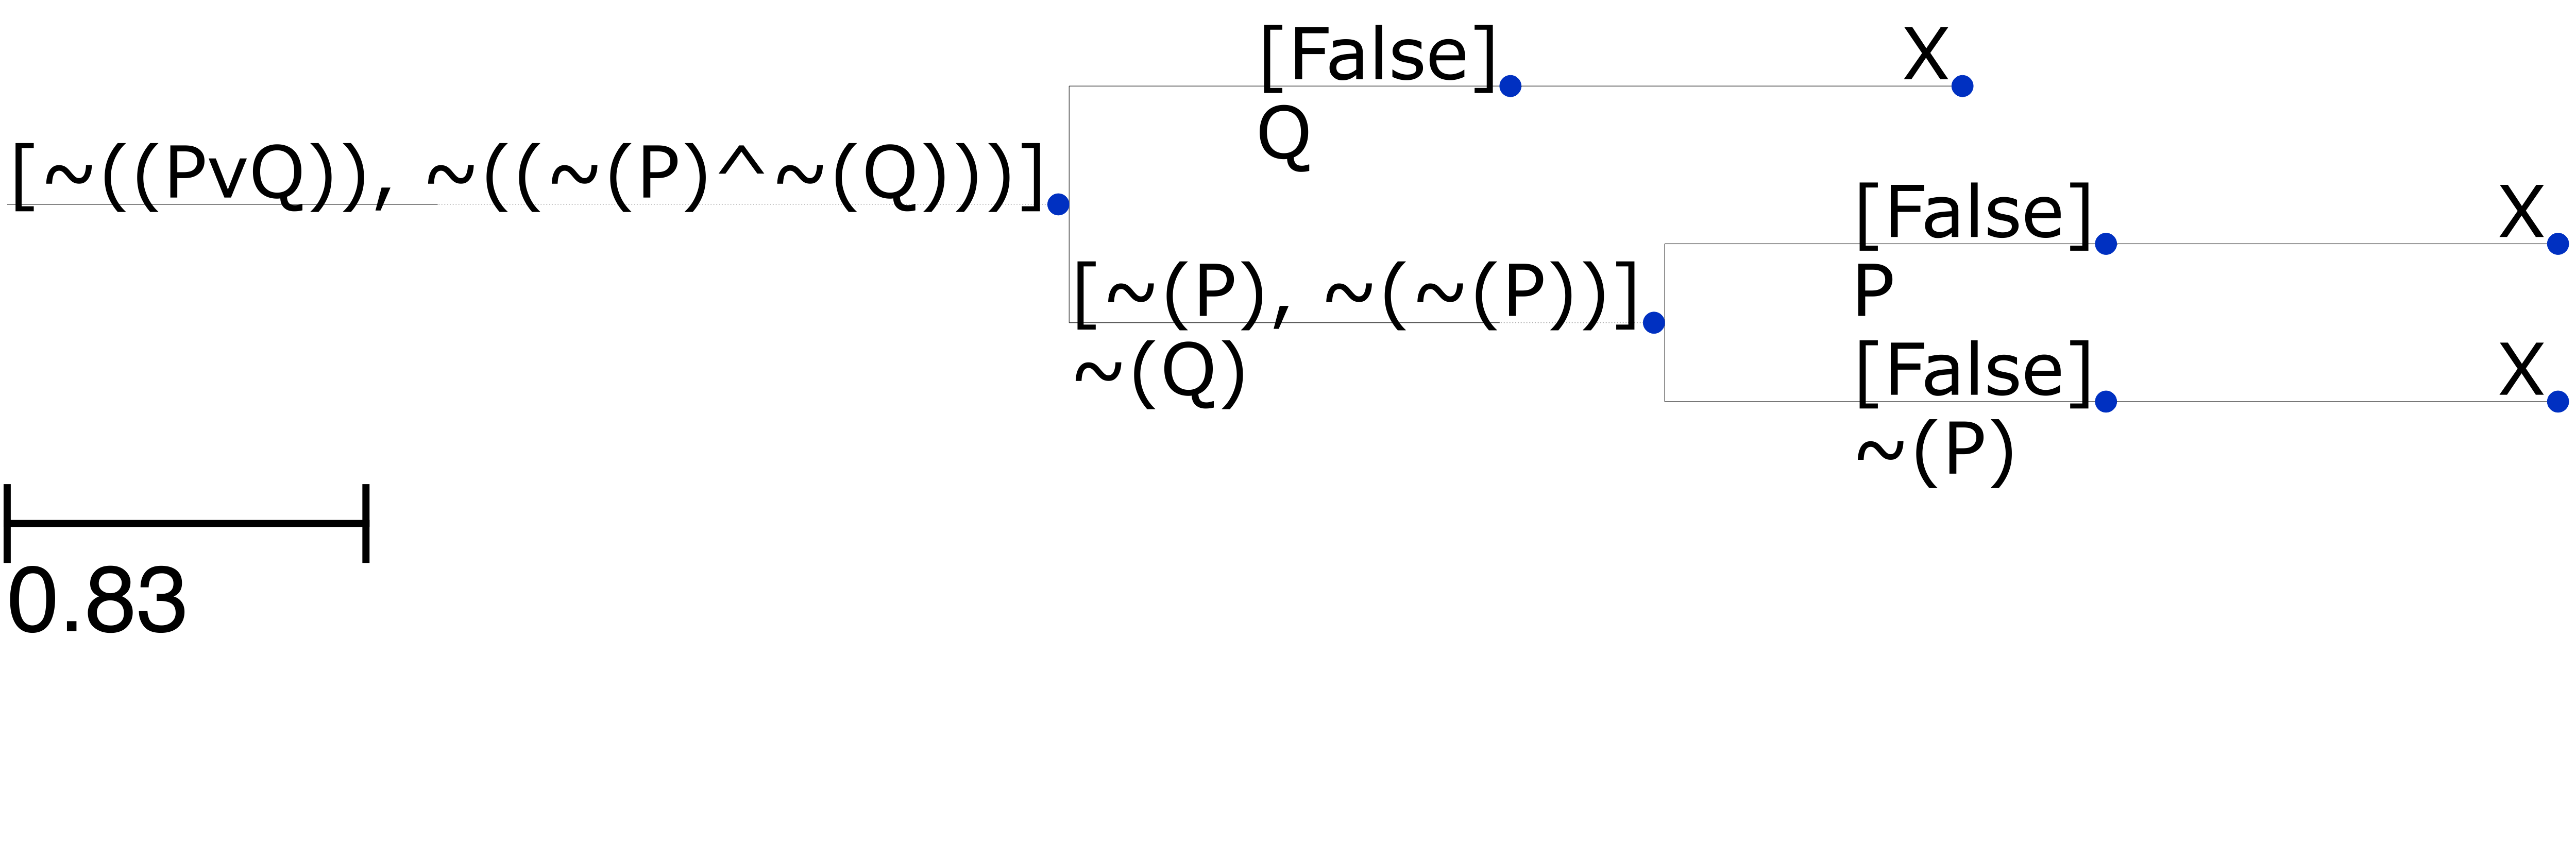 [False]
X
Q
[~((PvQ)), ~((~(P)^~(Q)))]
[False]
X
[~(P), ~(~(P))]
P
~(Q)
[False]
X
~(P)
0.83